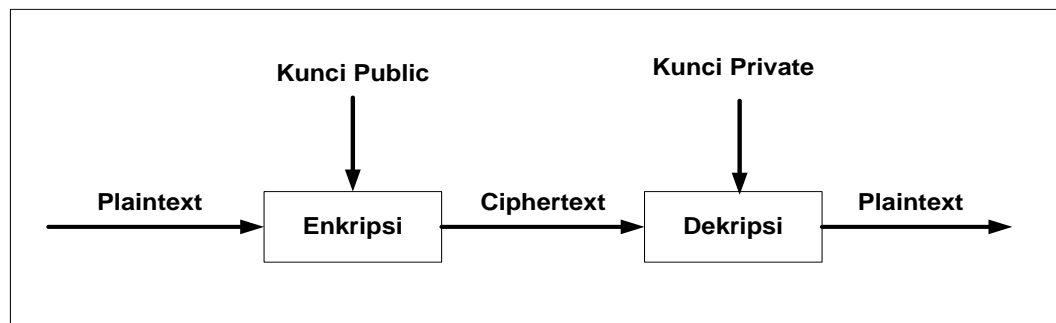 Kunci Public
Kunci Private
Plaintext
Enkripsi
Ciphertext
Dekripsi
Plaintext